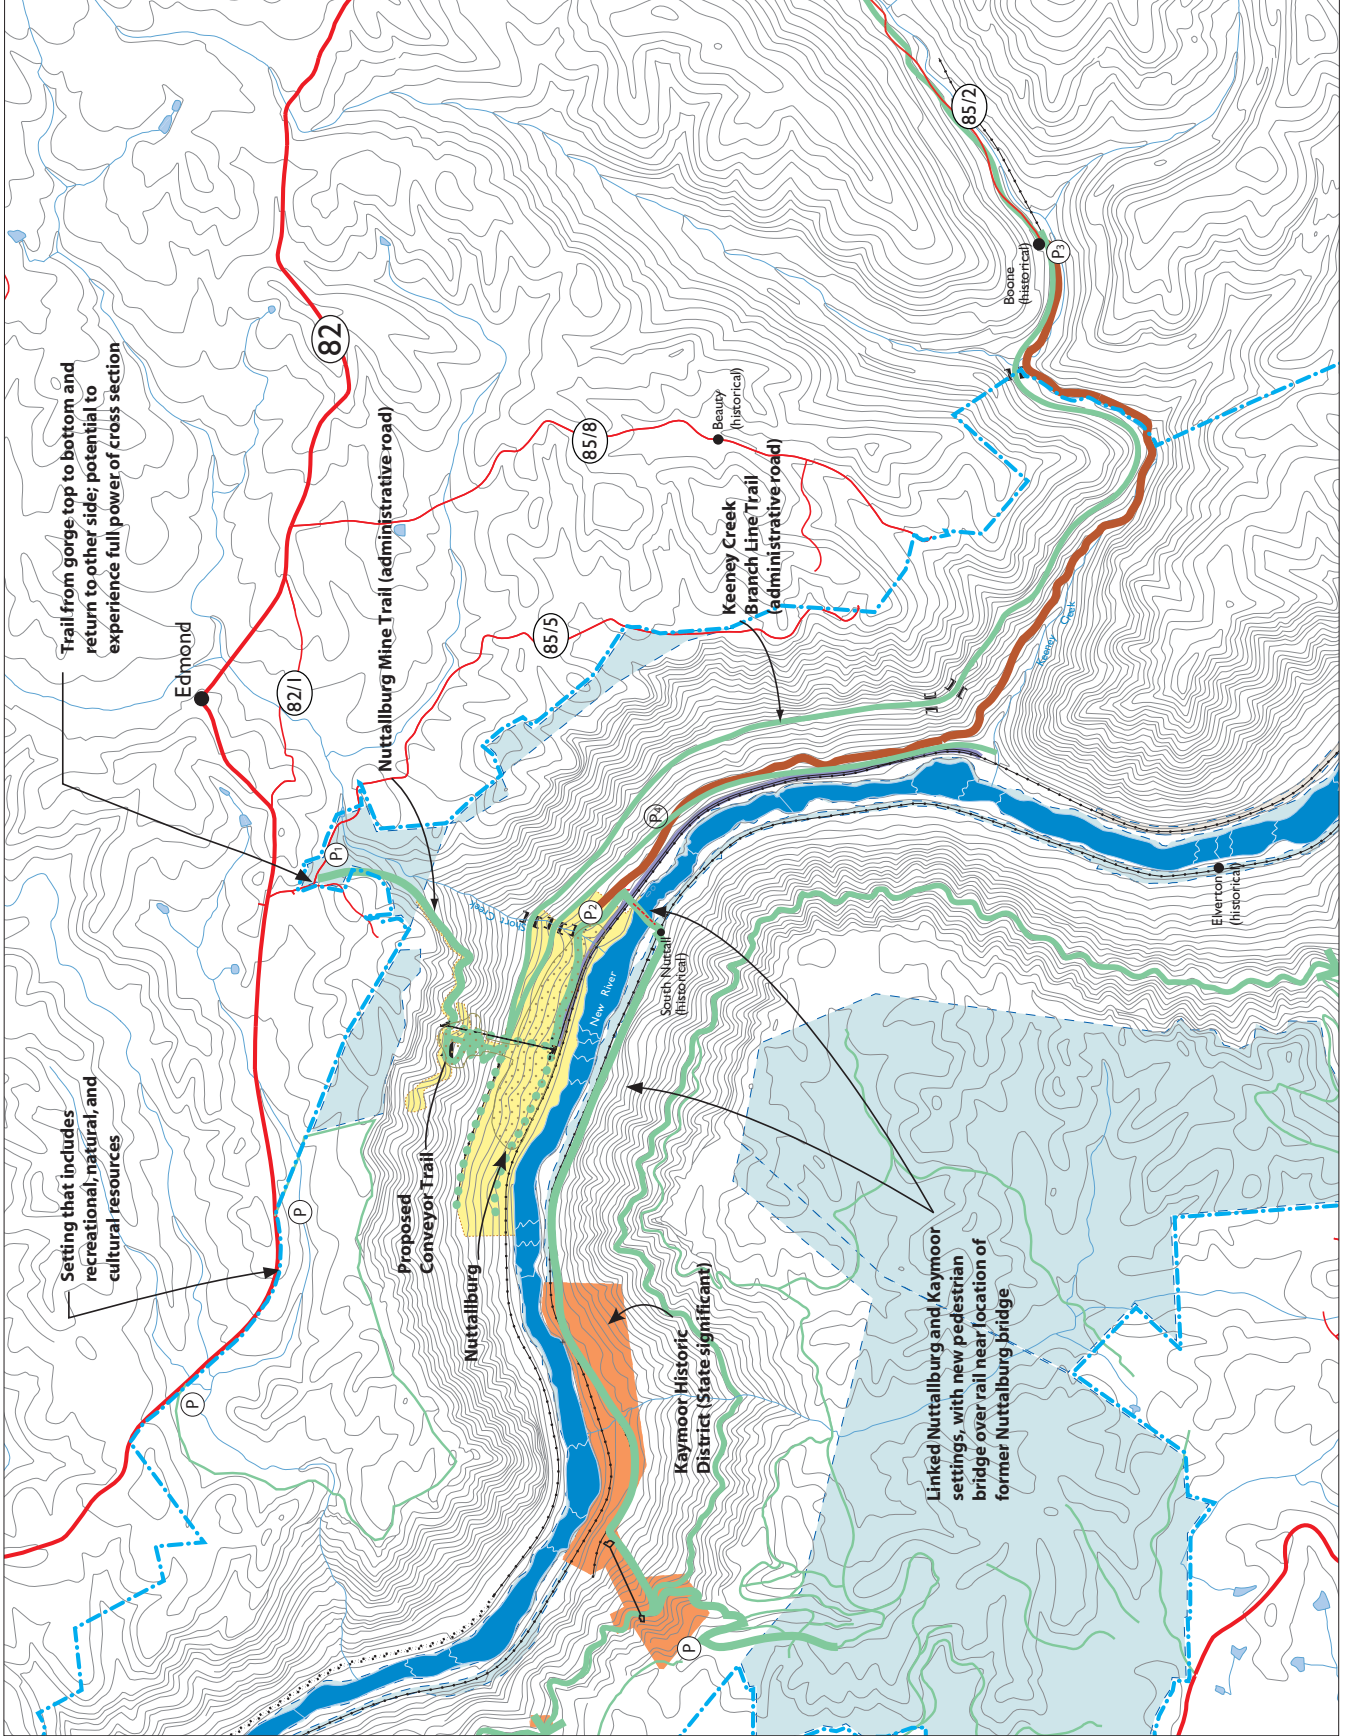 Setting that includes
recreational, natural, and
cultural resources
Trail from gorge top to bottom and
return to other side; potential to
experience full power of cross section
Edmond
82
82/1
P
P
P1
Nuttallburg Mine Trail (administrative road)
85/5
85/8
Beauty
(historical)
Proposed
Conveyor Trail
Nuttallburg
Short Creek
P2
P4
New River
South Nuttall
(historical)
Keeney Creek
Branch Line Trail
(administrative road)
Keeney Creek
Boone
(historical)
P3
85/2
Kaymoor Historic
District (State significant)
P
Linked Nuttallburg and Kaymoor
settings, with new pedestrian
bridge over rail near location of
former Nuttalburg bridge
Elverton
(historical)